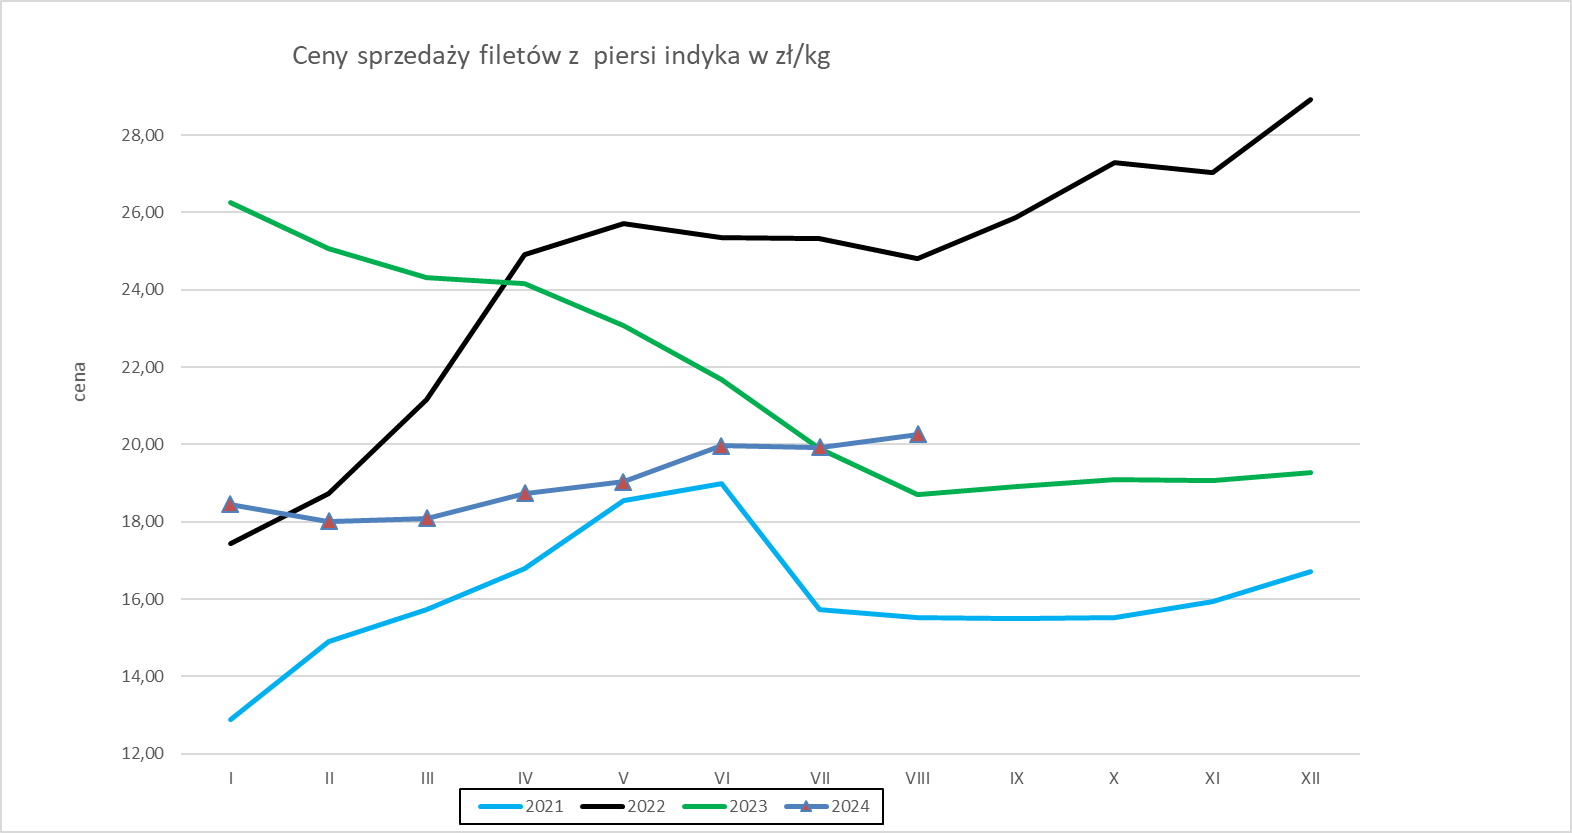 Ceny sprzedaży filetów z  piersi indyka w zł/kg
28,00
26,00
24,00
22,00
20,00
18,00
16,00
14,00
12,00
cena
I II III IV V VI VII VIII IX X XI XII
2021 2022 2023 2024